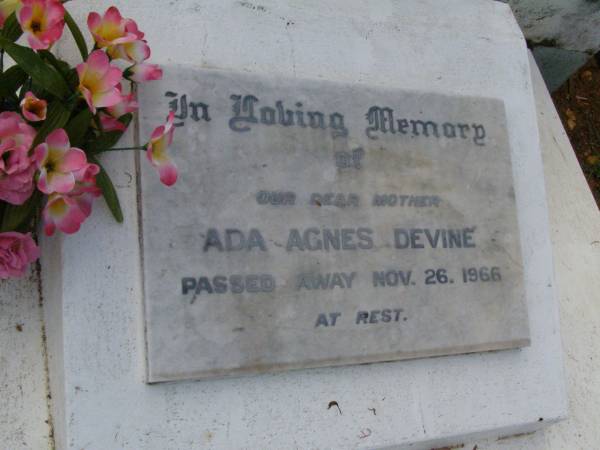 In Loving Memory
of
OUR DEAR MOTHER
ADA AGNES DEVINE
PASSED AWAY NOV. 26. 1966
AT REST.